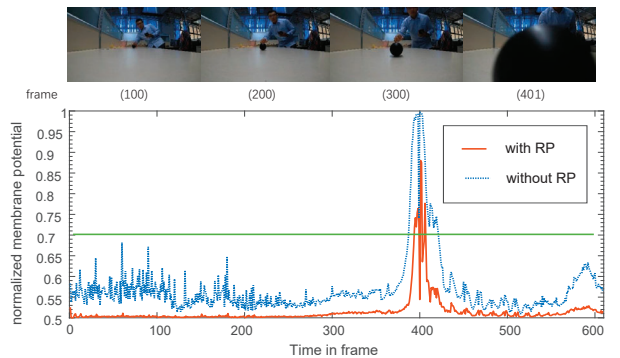 frame (100) (200) (300) (401)
normalized membrane potential
1
0.95
0.9
0.85
0.8
0.75
0.7
0.65
0.6
0.55
0.5
with RP
without RP
0 100 200 300 400 500 600
Time in frame